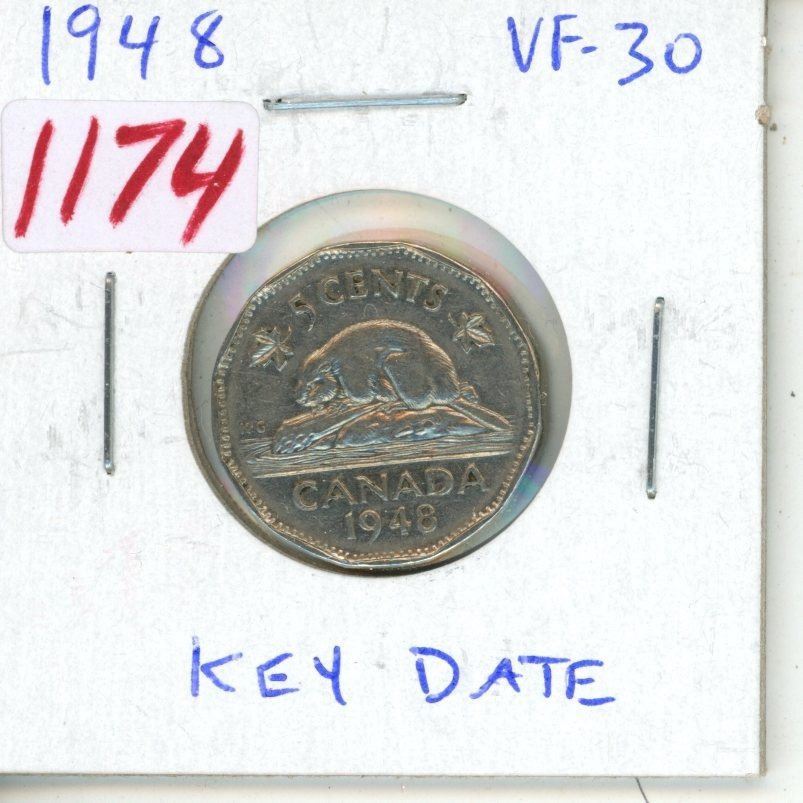 1948 VF-30
1174
5 CENTS
KG
CANADA
1948
KEY DATE